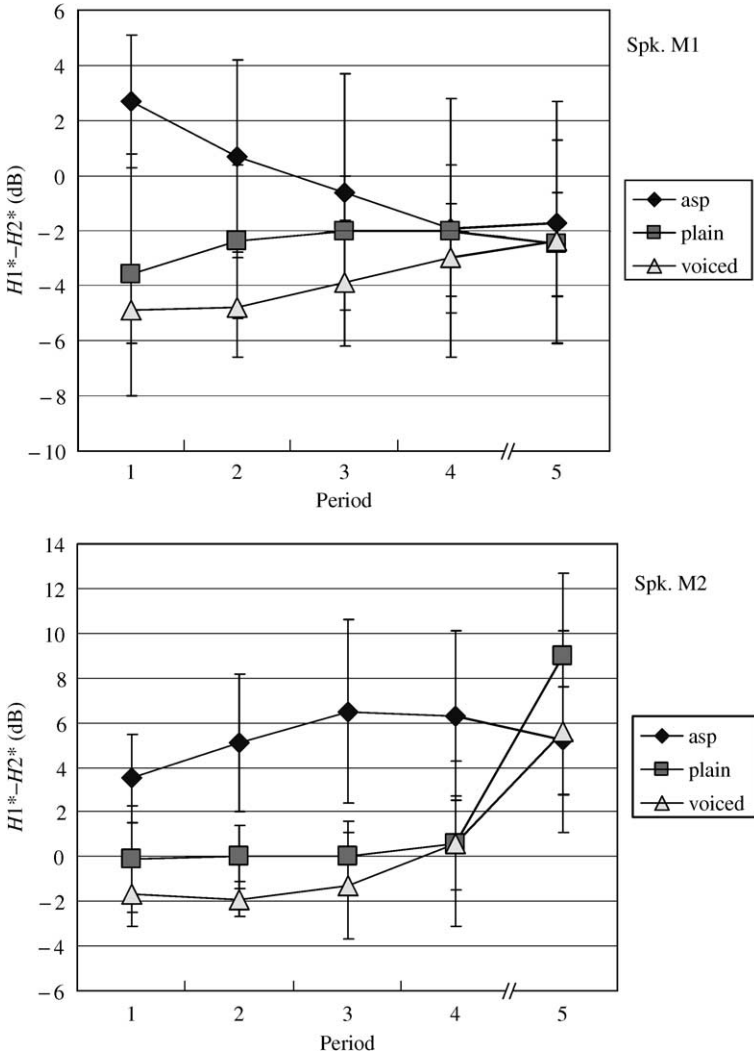 6
Spk. M1
4
2
0
−2
−4
−6
−8
−10
H1*–H2* (dB)
asp
plain
voiced
1 2 3 4 5
Period
14
Spk. M2
12
10
8
6
4
2
0
−2
−4
−6
H1*–H2* (dB)
asp
plain
voiced
1 2 3 4 5
Period